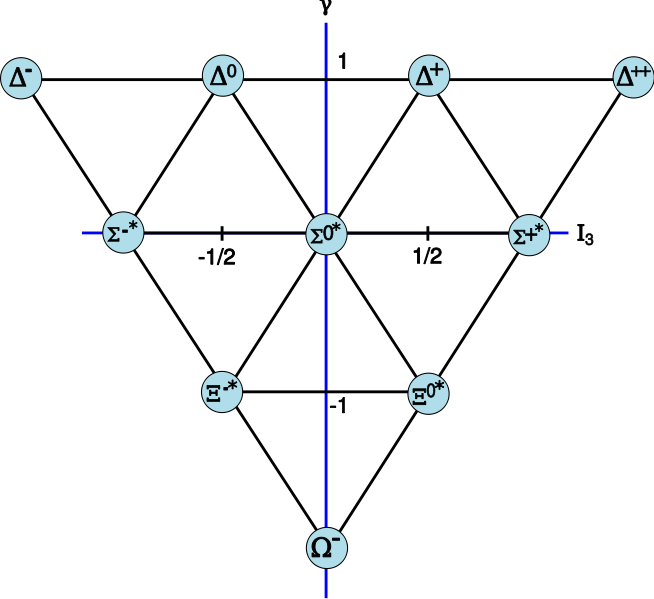 γ
1
Δ⁻ Δ⁰ Δ⁺ Δ⁺⁺
Σ⁻* Σ⁰* Σ⁺* I₃
-1/2 1/2
Ξ⁻* Ξ⁰*
-1
Ω⁻